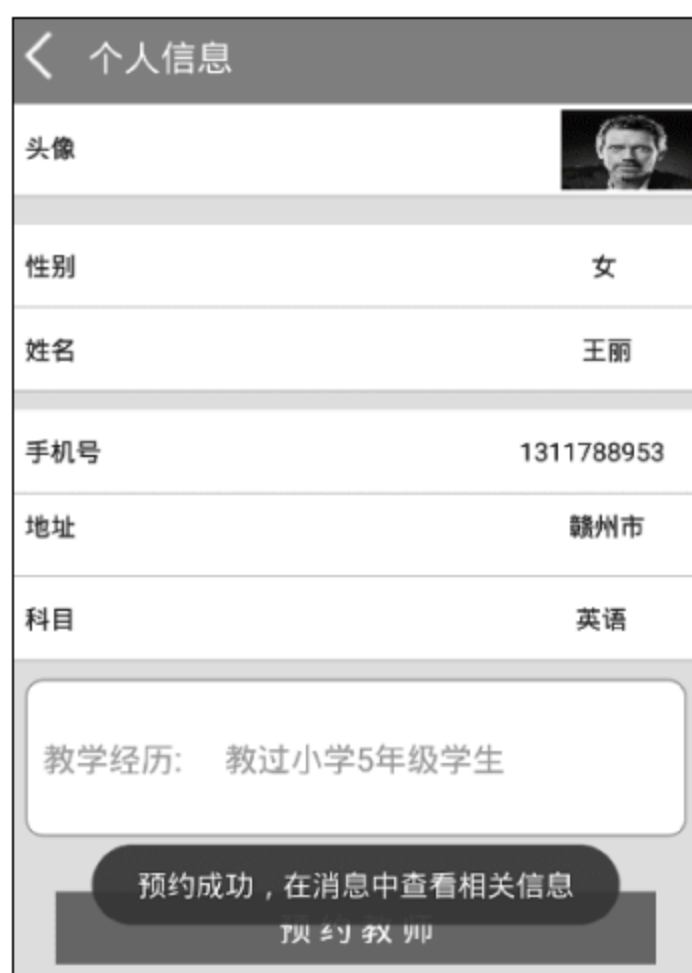 个人信息
头像
性别 女
姓名 王丽
手机号 1311788953
地址 赣州市
科目 英语
教学经历: 教过小学5年级学生
预约成功，在消息中查看相关信息
预约教师